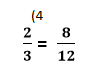 (4
2/3 = 8/12